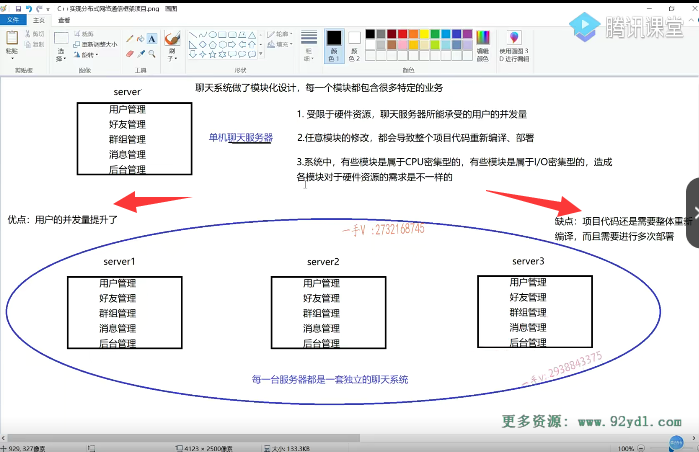 C++实现分布式网络通信框架项目.png - 画图
文件 主页 查看
腾讯课堂
粘贴
剪切
复制
选择
裁剪
重新调整大小
旋转
A
刷子
轮廓
填充
粗细
颜色 1
颜色 2
编辑颜色
使用画图 3D 进行编辑
剪贴板 图像 工具 形状 颜色
server
用户管理
好友管理
群组管理
消息管理
后台管理
聊天系统做了模块化设计，每一个模块都包含很多特定的业务
单机聊天服务器
1. 受限于硬件资源，聊天服务器所能承受的用户的并发量
2.任意模块的修改，都会导致整个项目代码重新编译、部署
3.系统中，有些模块是属于CPU密集型的，有些模块是属于I/O密集型的，造成
各模块对于硬件资源的需求是不一样的
优点：用户的并发量提升了
缺点：项目代码还是需要整体重新
编译，而且需要进行多次部署
一手V :2732168745
server1
用户管理
好友管理
群组管理
消息管理
后台管理
server2
用户管理
好友管理
群组管理
消息管理
后台管理
server3
用户管理
好友管理
群组管理
消息管理
后台管理
每一台服务器都是一套独立的聊天系统
一手v: 2938843375
更多资源：www.92ydl.com
929, 327像素
4123 × 2500像素
大小: 133.3KB
100%